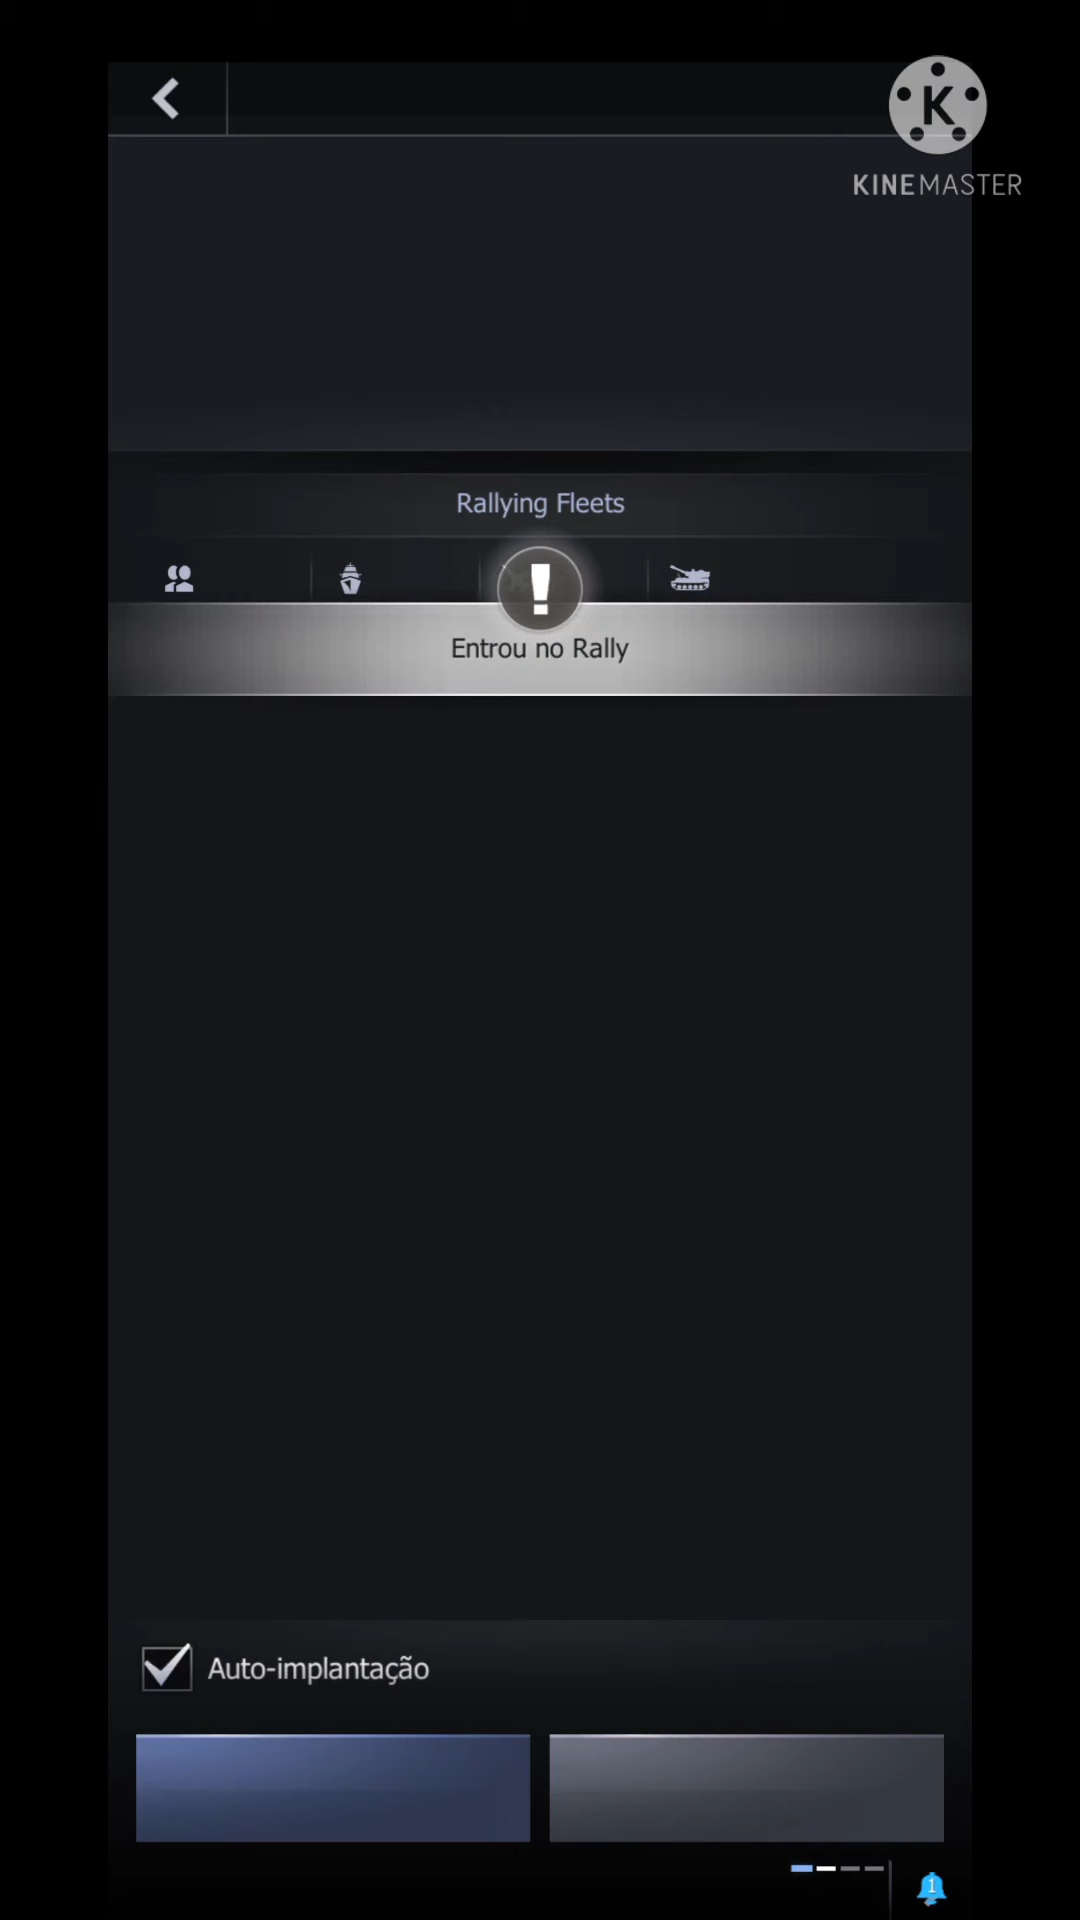 K
KINEMASTER
Rallying Fleets
Entrou no Rally
Auto-implantação
1